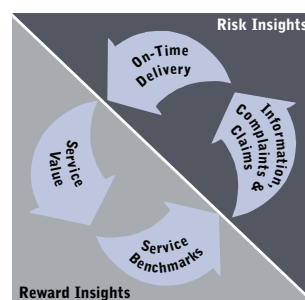 Risk Insights
On-Time
Delivery
Information,
Complaints &
Claims
Service
Value
Service
Benchmarks
Reward Insights